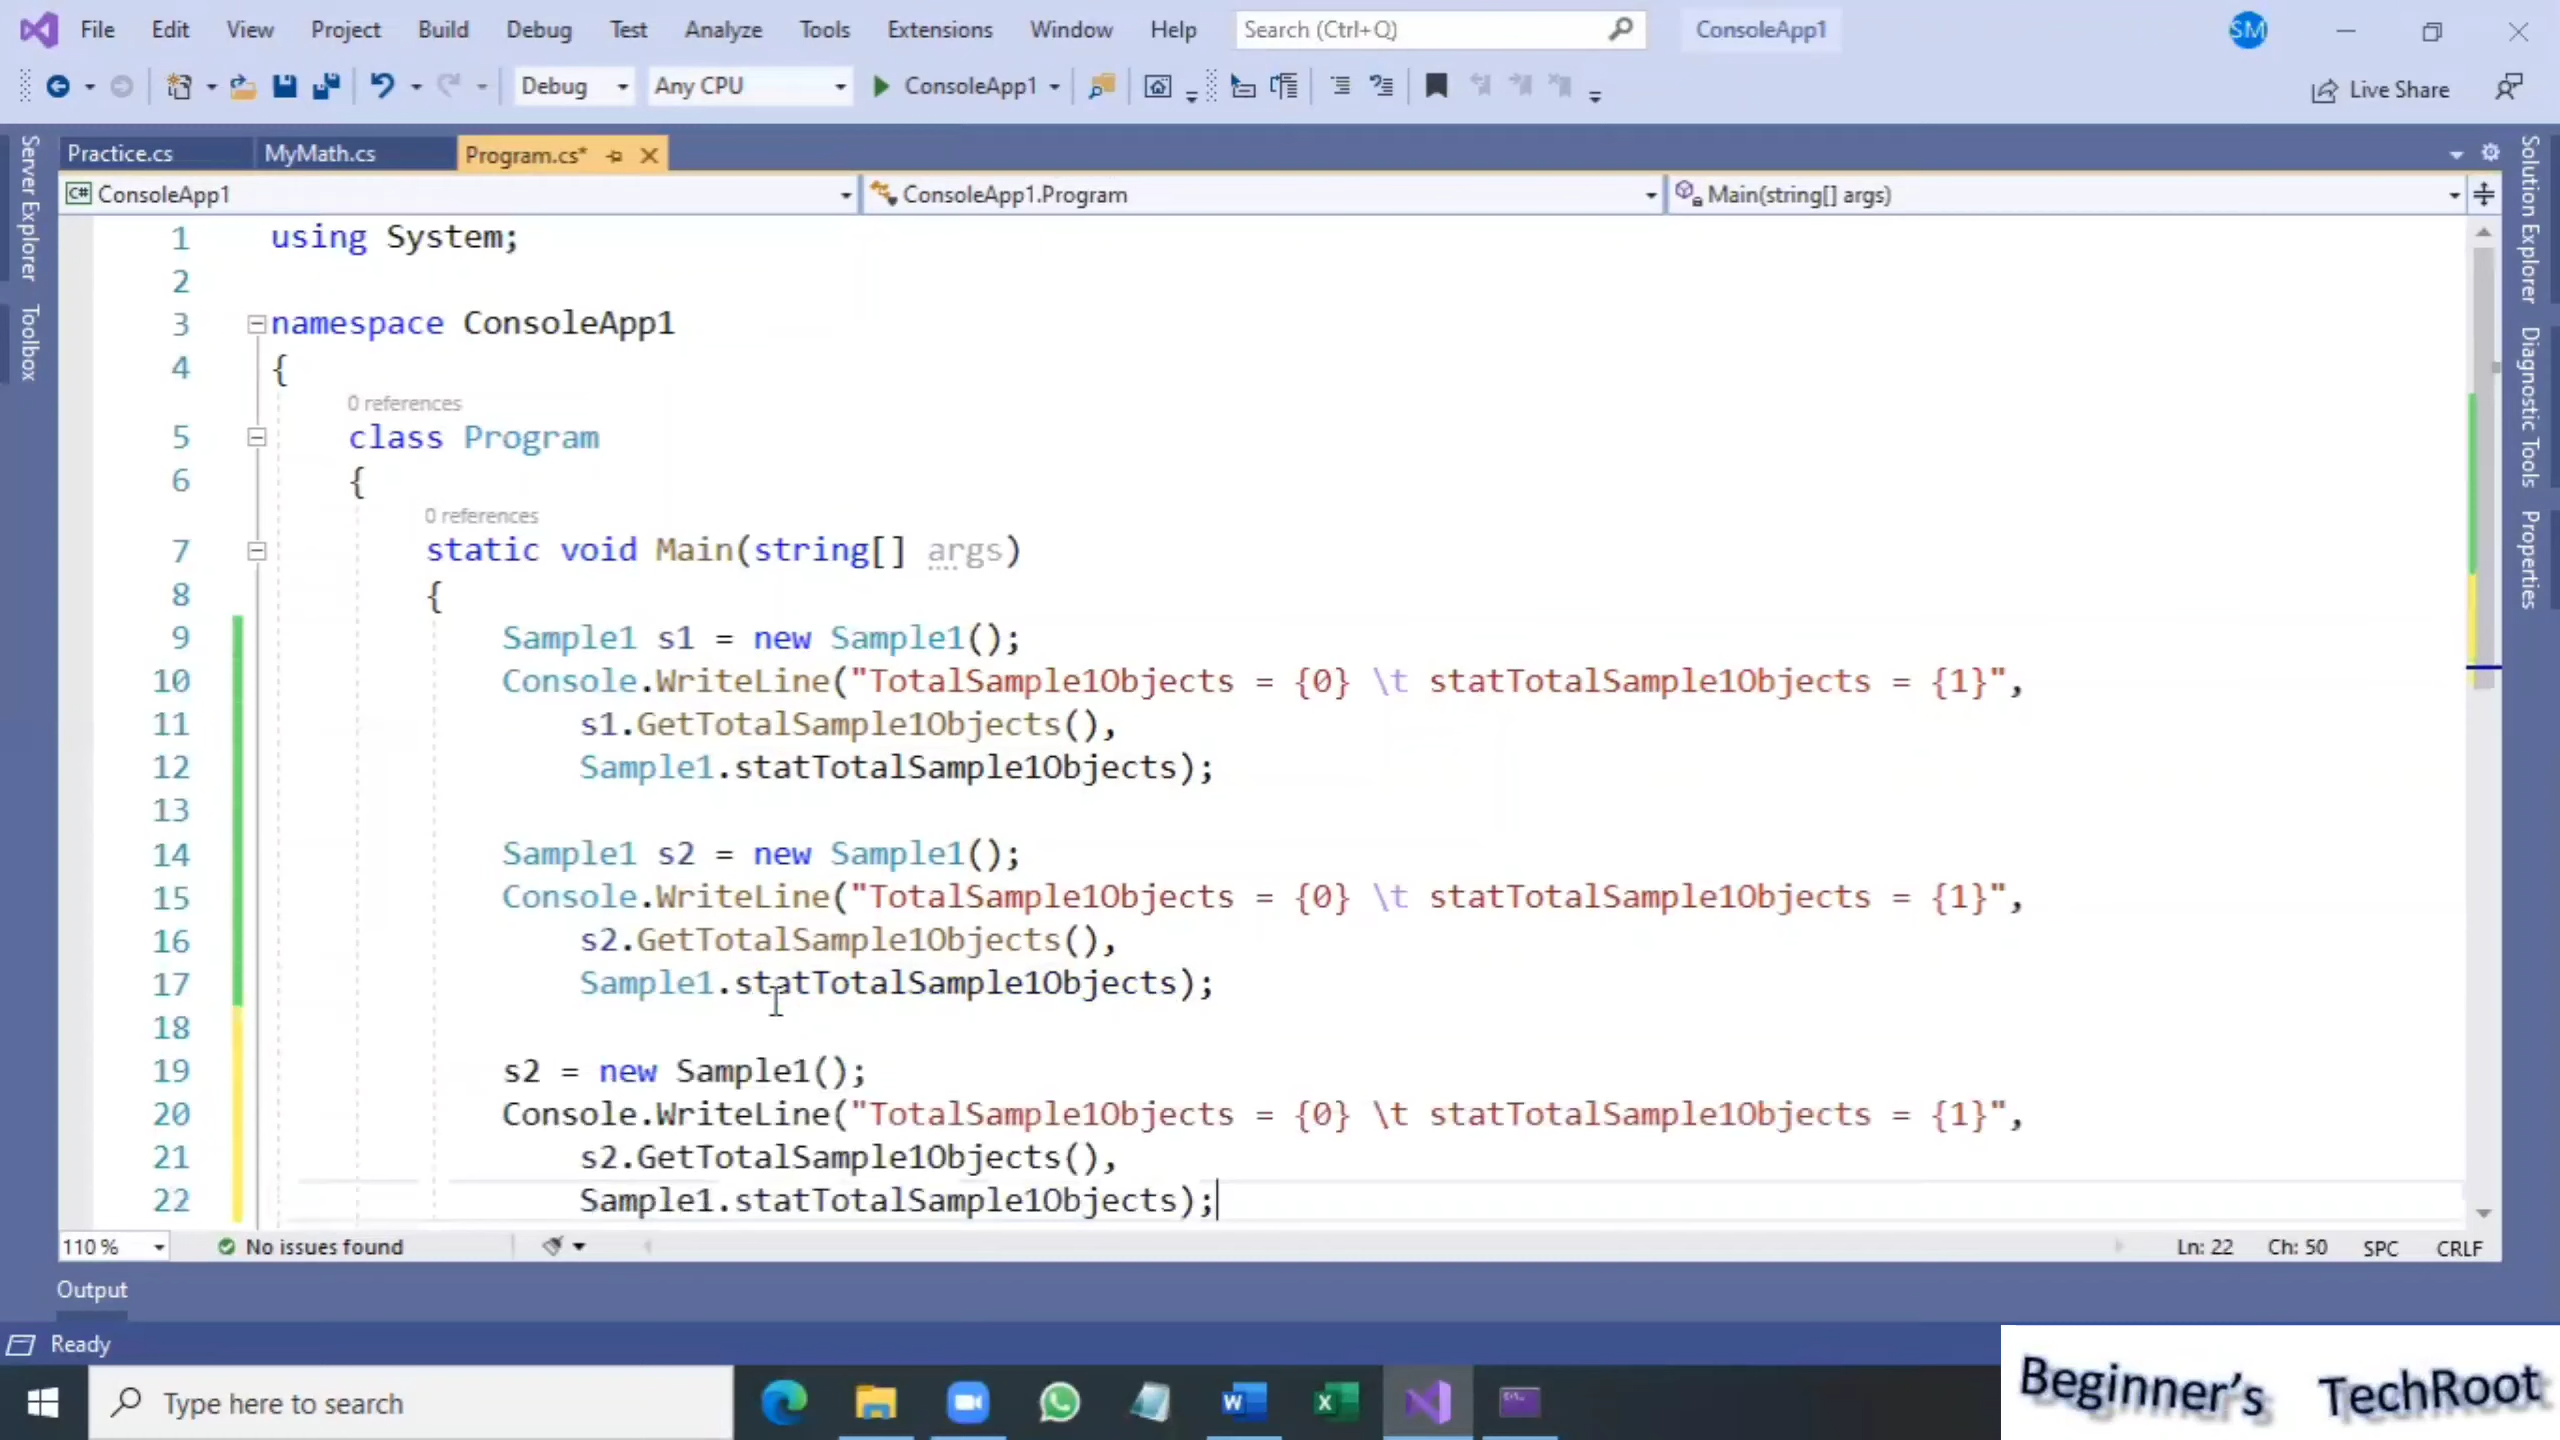 File Edit View Project Build Debug Test Analyze Tools Extensions Window Help Search (Ctrl+Q) ConsoleApp1 SM
Debug Any CPU ConsoleApp1 Live Share
Server Explorer
Toolbox
Practice.cs MyMath.cs Program.cs*
C# ConsoleApp1 ConsoleApp1.Program Main(string[] args)
1 using System;
2
3 namespace ConsoleApp1
4 {
0 references
5 class Program
6 {
0 references
7 static void Main(string[] args)
8 {
9 Sample1 s1 = new Sample1();
10 Console.WriteLine("TotalSample1Objects = {0} \t statTotalSample1Objects = {1}",
11 s1.GetTotalSample1Objects(),
12 Sample1.statTotalSample1Objects);
13
14 Sample1 s2 = new Sample1();
15 Console.WriteLine("TotalSample1Objects = {0} \t statTotalSample1Objects = {1}",
16 s2.GetTotalSample1Objects(),
17 Sample1.statTotalSample1Objects);
18
19 s2 = new Sample1();
20 Console.WriteLine("TotalSample1Objects = {0} \t statTotalSample1Objects = {1}",
21 s2.GetTotalSample1Objects(),
22 Sample1.statTotalSample1Objects);
Solution Explorer
Diagnostic Tools
Properties
110 % No issues found Ln: 22 Ch: 50 SPC CRLF
Output
Ready
Type here to search
Beginner's TechRoot